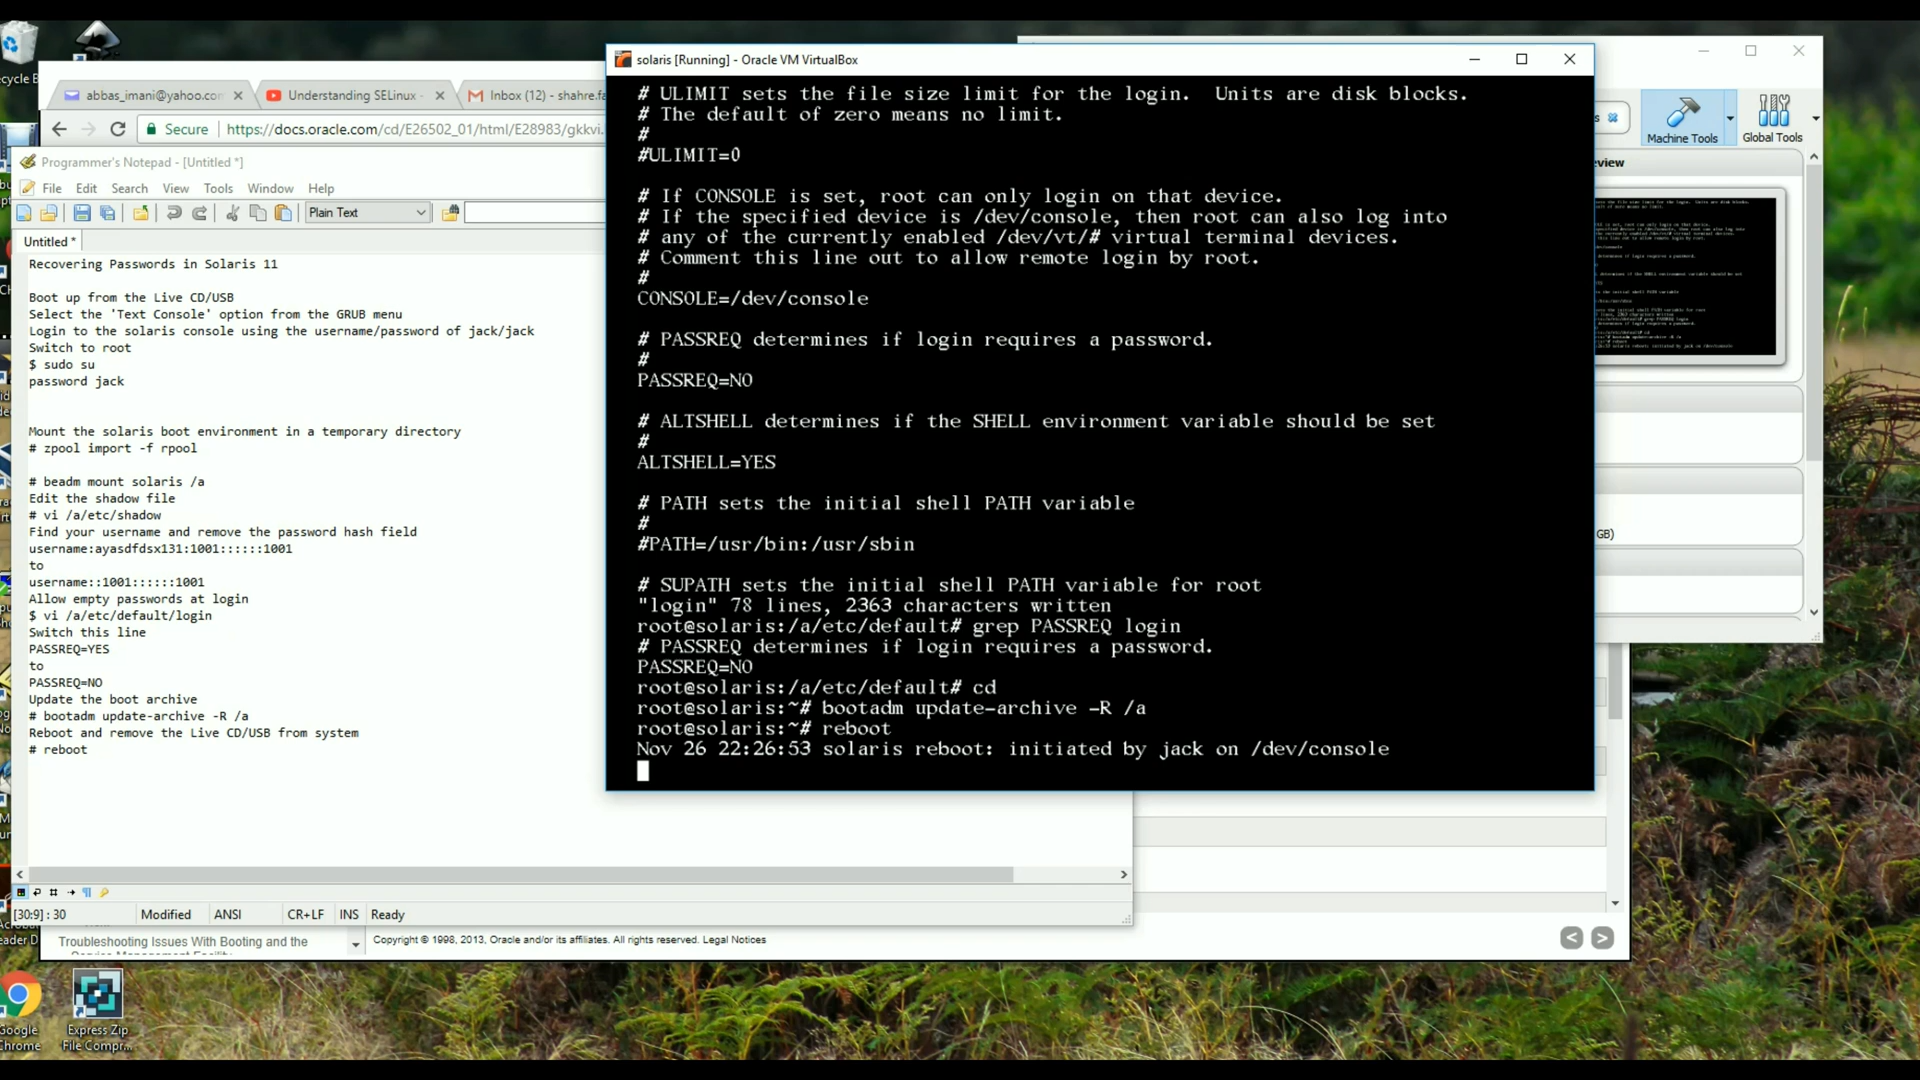 solaris [Running] - Oracle VM VirtualBox
# ULIMIT sets the file size limit for the login.  Units are disk blocks.
# The default of zero means no limit.
#
#ULIMIT=0
# If CONSOLE is set, root can only login on that device.
# If the specified device is /dev/console, then root can also log into
# any of the currently enabled /dev/vt/# virtual terminal devices.
# Comment this line out to allow remote login by root.
#
CONSOLE=/dev/console
# PASSREQ determines if login requires a password.
#
PASSREQ=NO
# ALTSHELL determines if the SHELL environment variable should be set
#
ALTSHELL=YES
# PATH sets the initial shell PATH variable
#
#PATH=/usr/bin:/usr/sbin
# SUPATH sets the initial shell PATH variable for root
"login" 78 lines, 2363 characters written
root@solaris:/a/etc/default# grep PASSREQ login
# PASSREQ determines if login requires a password.
PASSREQ=NO
root@solaris:/a/etc/default# cd
root@solaris:~# bootadm update-archive -R /a
root@solaris:~# reboot
Nov 26 22:26:53 solaris reboot: initiated by jack on /dev/console
abbas_imani@yahoo.com
Understanding SELinux -
Inbox (12) - shahre.fa
Secure
https://docs.oracle.com/cd/E26502_01/html/E28983/gkkvi.
Programmer's Notepad - [Untitled *]
File Edit Search View Tools Window Help
Plain Text
Untitled *
Recovering Passwords in Solaris 11
Boot up from the Live CD/USB
Select the 'Text Console' option from the GRUB menu
Login to the solaris console using the username/password of jack/jack
Switch to root
$ sudo su
password jack
Mount the solaris boot environment in a temporary directory
# zpool import -f rpool
# beadm mount solaris /a
Edit the shadow file
# vi /a/etc/shadow
Find your username and remove the password hash field
username:ayasdfdsx131:1001::::::1001
to
username::1001::::::1001
Allow empty passwords at login
$ vi /a/etc/default/login
Switch this line
PASSREQ=YES
to
PASSREQ=NO
Update the boot archive
# bootadm update-archive -R /a
Reboot and remove the Live CD/USB from system
# reboot
[30:9] : 30
Modified
ANSI
CR+LF
INS
Ready
Troubleshooting Issues With Booting and the
Copyright © 1998, 2013, Oracle and/or its affiliates. All rights reserved. Legal Notices
Machine Tools
Global Tools
GB)
Google
Chrome
Express Zip
File Compr...